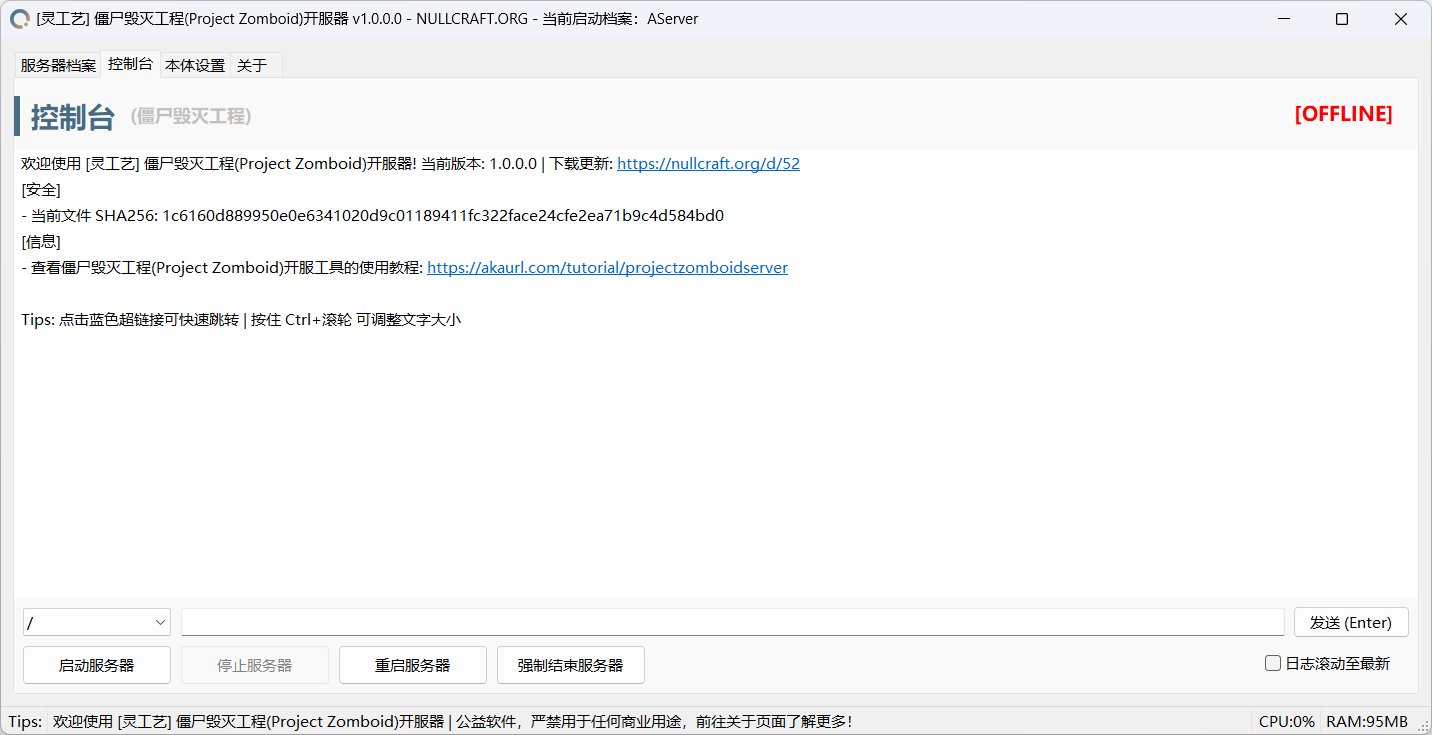 [灵工艺] 僵尸毁灭工程(Project Zomboid)开服器 v1.0.0.0 - NULLCRAFT.ORG - 当前启动档案：AServer
服务器档案 控制台 本体设置 关于
控制台 (僵尸毁灭工程) [OFFLINE]
欢迎使用 [灵工艺] 僵尸毁灭工程(Project Zomboid)开服器! 当前版本: 1.0.0.0 | 下载更新: https://nullcraft.org/d/52
[安全]
- 当前文件 SHA256: 1c6160d889950e0e6341020d9c01189411fc322face24cfe2ea71b9c4d584bd0
[信息]
- 查看僵尸毁灭工程(Project Zomboid)开服工具的使用教程: https://akaurl.com/tutorial/projectzomboidserver
Tips: 点击蓝色超链接可快速跳转 | 按住 Ctrl+滚轮 可调整文字大小
/ 发送 (Enter)
启动服务器 停止服务器 重启服务器 强制结束服务器 日志滚动至最新
Tips: 欢迎使用 [灵工艺] 僵尸毁灭工程(Project Zomboid)开服器 | 公益软件，严禁用于任何商业用途，前往关于页面了解更多! CPU:0% RAM:95MB